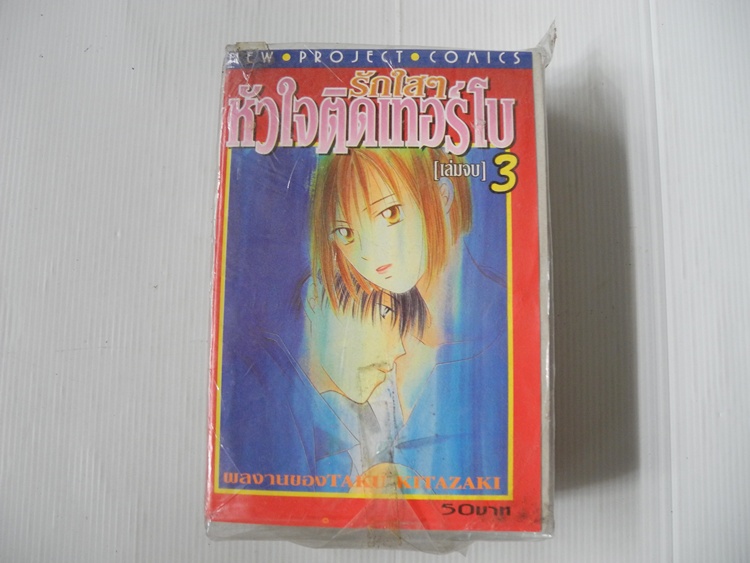 NEW • PROJECT • COMICS
รักใสๆ
หัวใจติดเทอร์โบ
[เล่มจบ] 3
ผลงานของTAKU KITAZAKI
50บาท